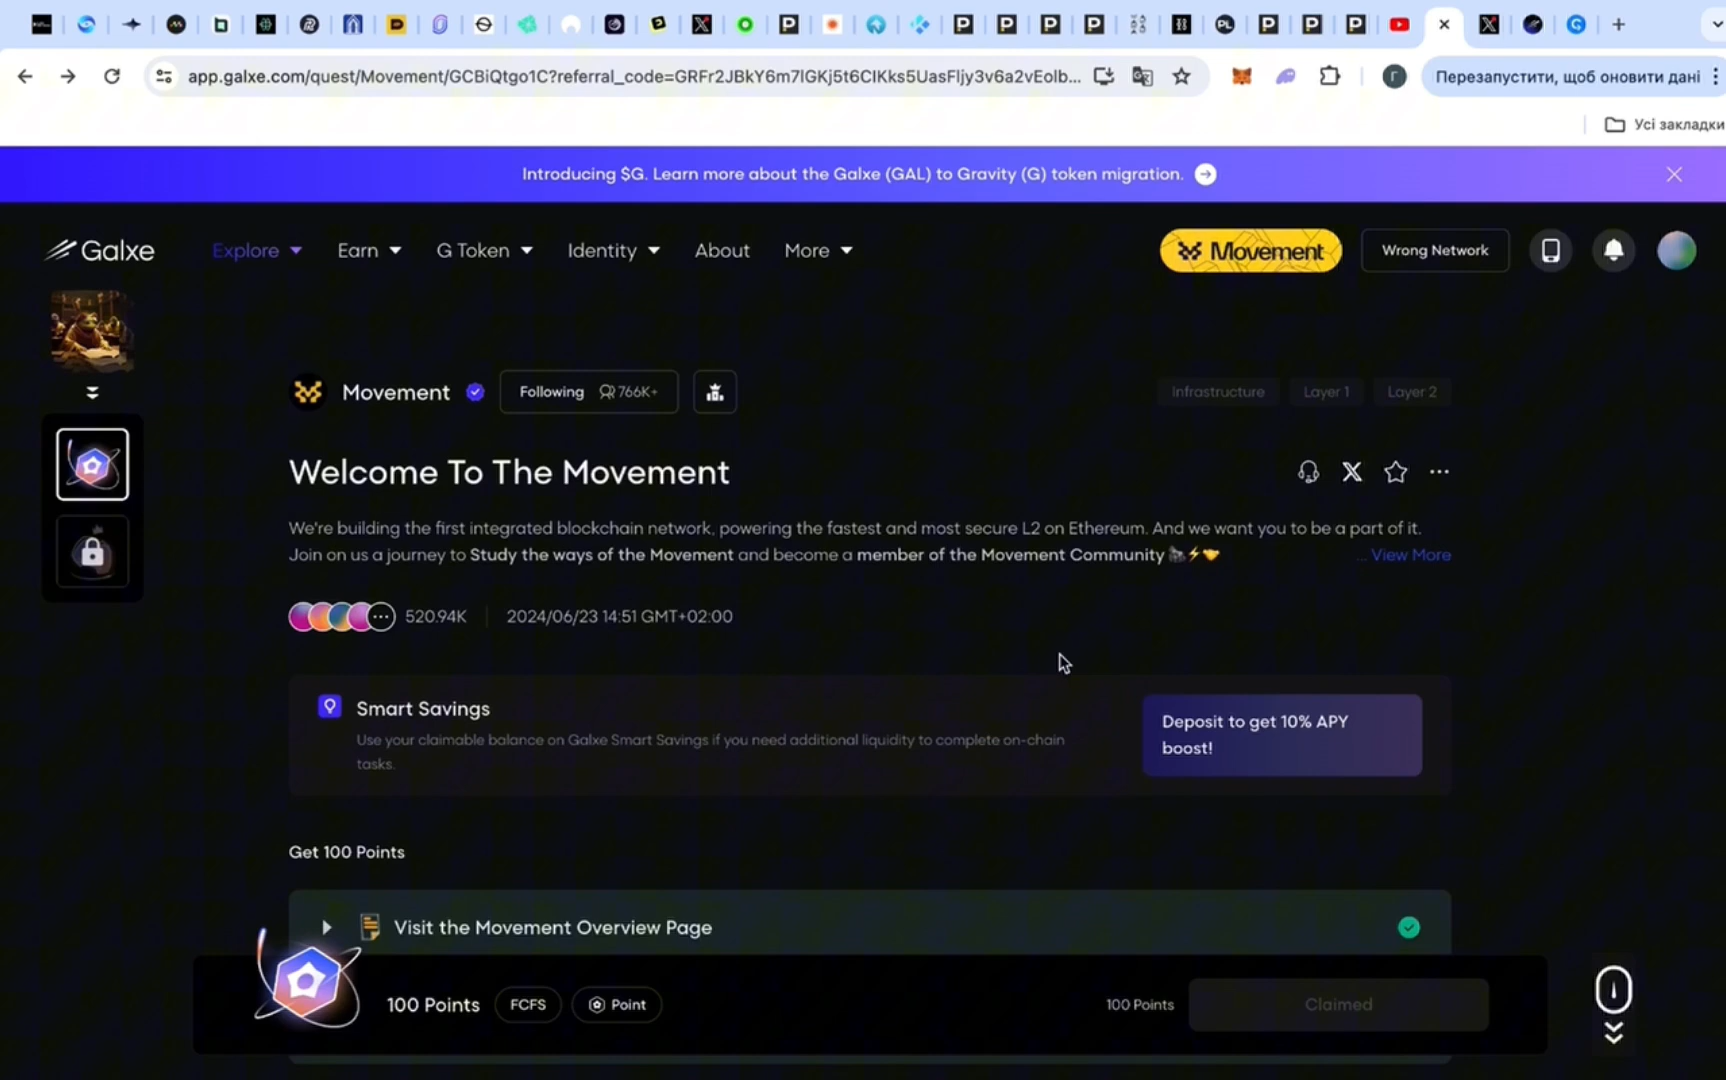 app.galxe.com/quest/Movement/GCBiQtgo1C?referral_code=GRFr2JBkY6m7lGKj5t6CIKks5UasFljy3v6a2vEolb...
Г
Перезапустити, щоб оновити дані
Усі закладки
Introducing $G. Learn more about the Galxe (GAL) to Gravity (G) token migration.
Galxe
Explore
Earn
G Token
Identity
About
More
Movement
Wrong Network
Movement
Following 766K+
Infrastructure
Layer 1
Layer 2
Welcome To The Movement
We're building the first integrated blockchain network, powering the fastest and most secure L2 on Ethereum. And we want you to be a part of it.
Join on us a journey to Study the ways of the Movement and become a member of the Movement Community 🦍⚡🤝
... View More
520.94K
2024/06/23 14:51 GMT+02:00
Smart Savings
Use your claimable balance on Galxe Smart Savings if you need additional liquidity to complete on-chain
tasks.
Deposit to get 10% APY
boost!
Get 100 Points
Visit the Movement Overview Page
100 Points
FCFS
Point
100 Points
Claimed